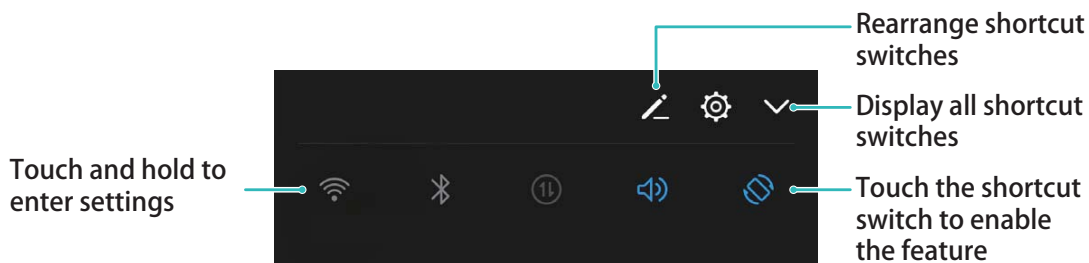 Rearrange shortcut
switches
Display all shortcut
switches
Touch and hold to
enter settings
Touch the shortcut
switch to enable
the feature